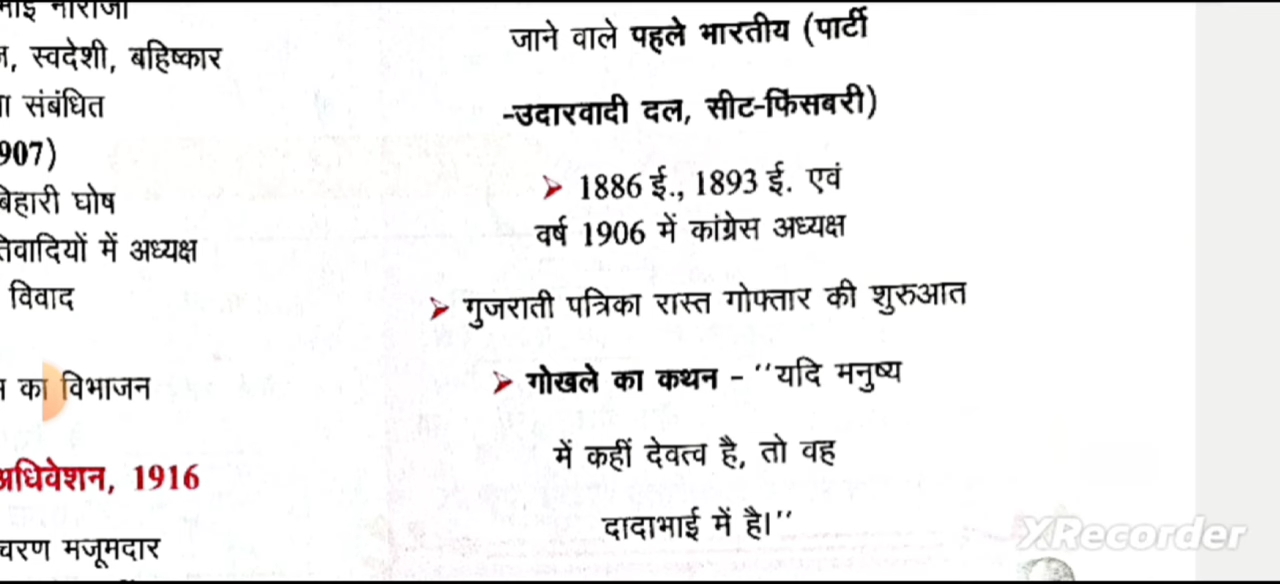 नौरोजी
स्वदेशी, बहिष्कार
संबंधित
907)
बिहारी घोष
में अध्यक्ष
विवाद
का विभाजन
अधिवेशन, 1916
चरण मजूमदार
जाने वाले पहले भारतीय (पार्टी
-उदारवादी दल, सीट-फिंसबरी)
➤ 1886 ई., 1893 ई. एवं
वर्ष 1906 में कांग्रेस अध्यक्ष
➤ गुजराती पत्रिका रास्त गोफ्तार की शुरुआत
➤ गोखले का कथन – ‘‘यदि मनुष्य
में कहीं देवत्व है, तो वह
दादाभाई में है।’’
XRecorder